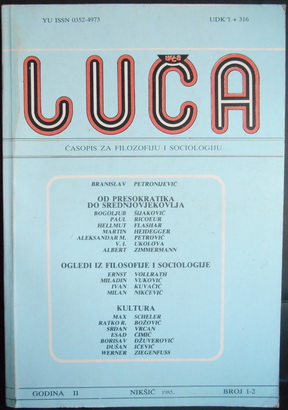 YU ISSN 0352-4973
UDK 1 + 316
LUČA
ČASOPIS ZA FILOZOFIJU I SOCIOLOGIJU
BRANISLAV PETRONIJEVIĆ
OD PRESOKRATIKA
DO SREDNJOVJEKOVLJA
BOGOLJUB ŠIJAKOVIĆ
PAUL RICOEUR
HELLMUT FLASHAR
MARTIN HEIDEGGER
ALEKSANDAR M. PETROVIĆ
V. I. UKOLOVA
ALBERT ZIMMERMANN
OGLEDI IZ FILOSOFIJE I SOCIOLOGIJE
ERNST VOLLRATH
MILADIN VUKOVIĆ
IVAN KUVAČIĆ
MILAN NIKČEVIĆ
KULTURA
MAX SCHELER
RATKO R. BOŽOVIĆ
SRĐAN VRCAN
ESAD ĆIMIĆ
BORISAV DŽUVEROVIĆ
DUŠAN IČEVIĆ
WERNER ZIEGENFUSS
GODINA II
NIKŠIĆ 1985.
BROJ 1-2